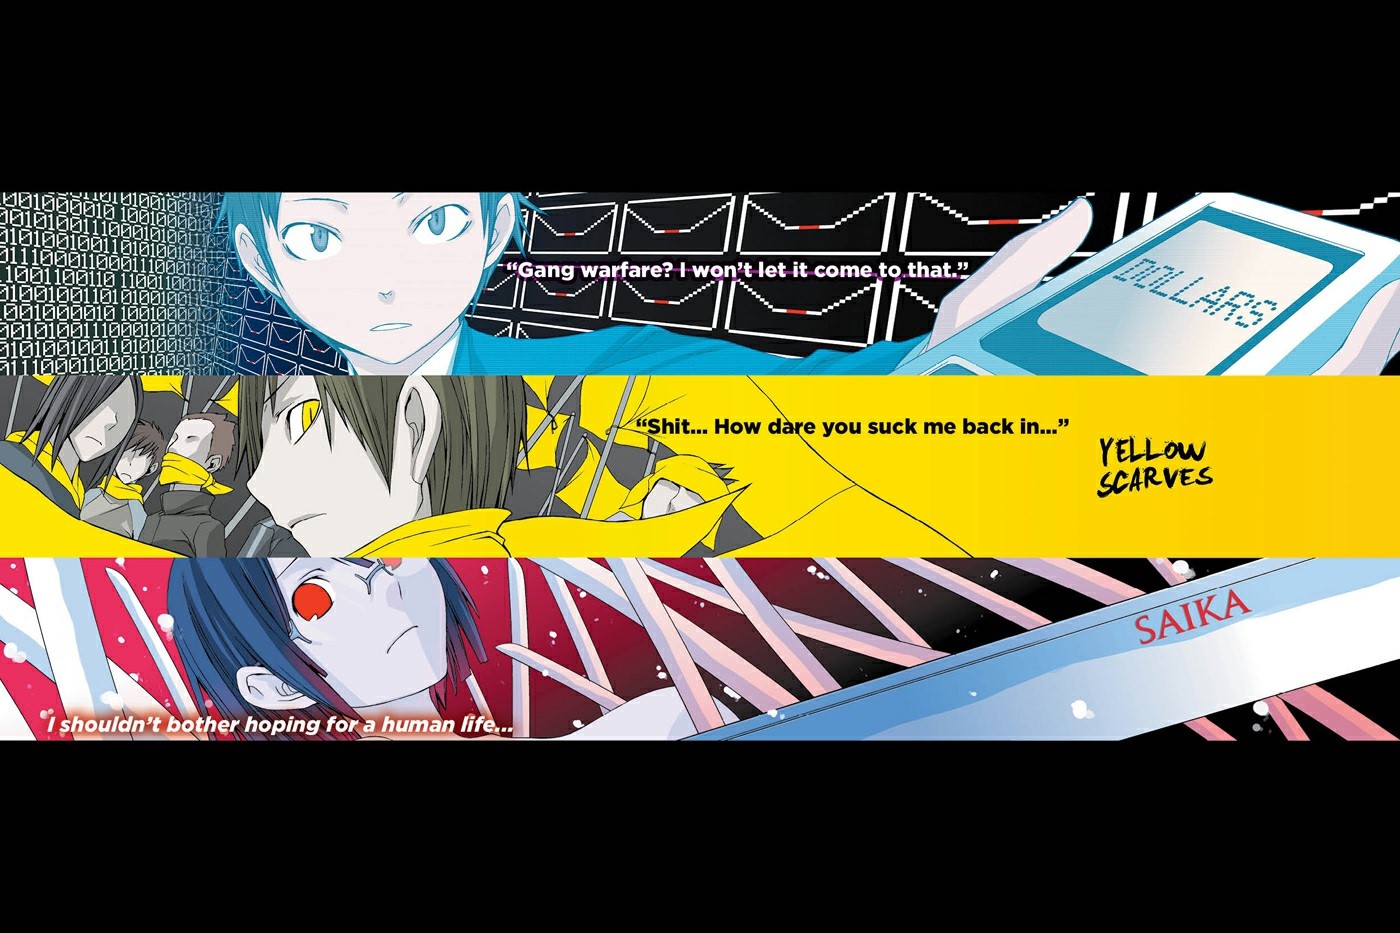 “Gang warfare? I won’t let it come to that.”
DOLLARS
“Shit... How dare you suck me back in...”
YELLOW
SCARVES
SAIKA
I shouldn’t bother hoping for a human life...